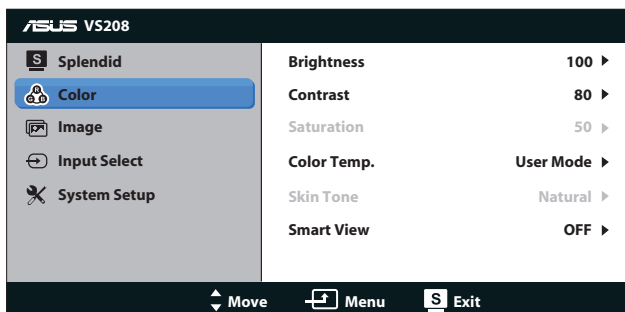 ASUS VS208
S Splendid
Color
Image
Input Select
System Setup
Brightness 100
Contrast 80
Saturation 50
Color Temp. User Mode
Skin Tone Natural
Smart View OFF
Move Menu S Exit